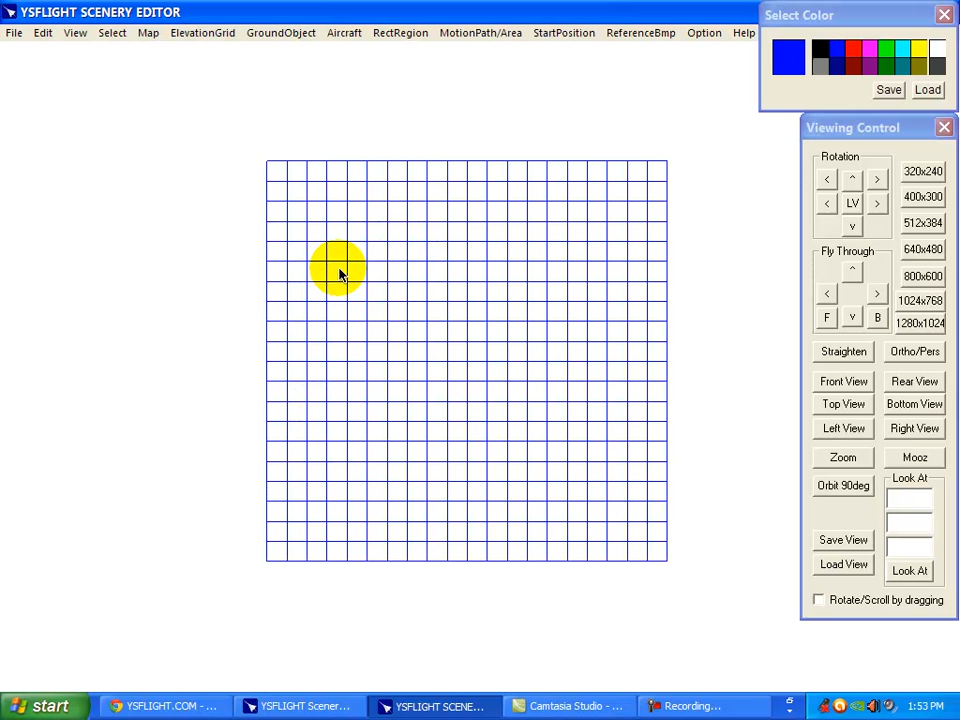 YSFLIGHT SCENERY EDITOR
File Edit View Select Map ElevationGrid GroundObject Aircraft RectRegion MotionPath/Area StartPosition ReferenceBmp Option Help
Select Color
Save Load
Viewing Control
Rotation
< ^ >
< LV >
v
320x240
400x300
512x384
640x480
800x600
1024x768
1280x1024
Fly Through
^
< >
F v B
Straighten Ortho/Pers
Front View Rear View
Top View Bottom View
Left View Right View
Zoom Mooz
Orbit 90deg
Look At
Save View
Load View
Look At
Rotate/Scroll by dragging
start YSFLIGHT.COM - ... YSFLIGHT Scener... YSFLIGHT SCENE... Camtasia Studio - ... Recording... 1:53 PM